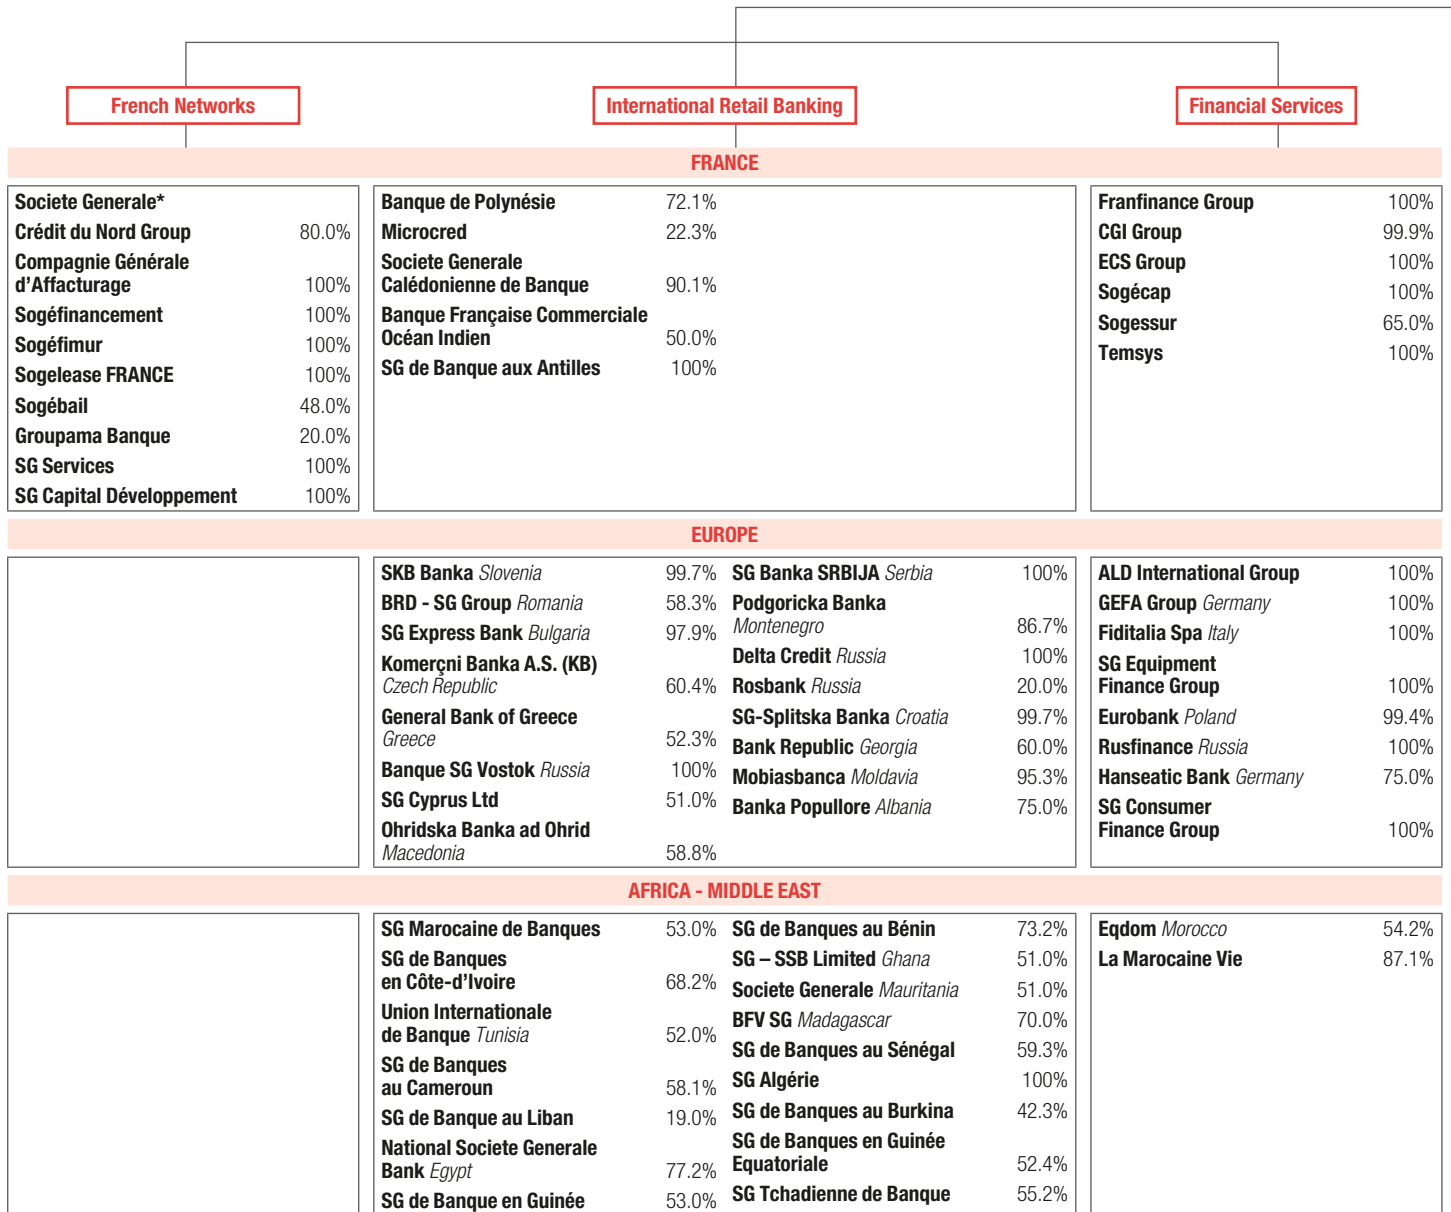 French Networks
International Retail Banking
Financial Services
FRANCE
Societe Generale*
Crédit du Nord Group 80.0%
Compagnie Générale
d'Affacturage 100%
Sogéfinancement 100%
Sogéfimur 100%
Sogelease FRANCE 100%
Sogébail 48.0%
Groupama Banque 20.0%
SG Services 100%
SG Capital Développement 100%
Banque de Polynésie 72.1%
Microcred 22.3%
Societe Generale
Calédonienne de Banque 90.1%
Banque Française Commerciale
Océan Indien 50.0%
SG de Banque aux Antilles 100%
Franfinance Group 100%
CGI Group 99.9%
ECS Group 100%
Sogécap 100%
Sogessur 65.0%
Temsys 100%
EUROPE
SKB Banka Slovenia 99.7%
BRD - SG Group Romania 58.3%
SG Express Bank Bulgaria 97.9%
Komerçni Banka A.S. (KB)
Czech Republic 60.4%
General Bank of Greece
Greece 52.3%
Banque SG Vostok Russia 100%
SG Cyprus Ltd 51.0%
Ohridska Banka ad Ohrid
Macedonia 58.8%
SG Banka SRBIJA Serbia 100%
Podgoricka Banka
Montenegro 86.7%
Delta Credit Russia 100%
Rosbank Russia 20.0%
SG-Splitska Banka Croatia 99.7%
Bank Republic Georgia 60.0%
Mobiasbanca Moldavia 95.3%
Banka Popullore Albania 75.0%
ALD International Group 100%
GEFA Group Germany 100%
Fiditalia Spa Italy 100%
SG Equipment
Finance Group 100%
Eurobank Poland 99.4%
Rusfinance Russia 100%
Hanseatic Bank Germany 75.0%
SG Consumer
Finance Group 100%
AFRICA - MIDDLE EAST
SG Marocaine de Banques 53.0%
SG de Banques
en Côte-d'Ivoire 68.2%
Union Internationale
de Banque Tunisia 52.0%
SG de Banques
au Cameroun 58.1%
SG de Banque au Liban 19.0%
National Societe Generale
Bank Egypt 77.2%
SG de Banque en Guinée 53.0%
SG de Banques au Bénin 73.2%
SG – SSB Limited Ghana 51.0%
Societe Generale Mauritania 51.0%
BFV SG Madagascar 70.0%
SG de Banques au Sénégal 59.3%
SG Algérie 100%
SG de Banques au Burkina 42.3%
SG de Banques en Guinée
Equatoriale 52.4%
SG Tchadienne de Banque 55.2%
Eqdom Morocco 54.2%
La Marocaine Vie 87.1%